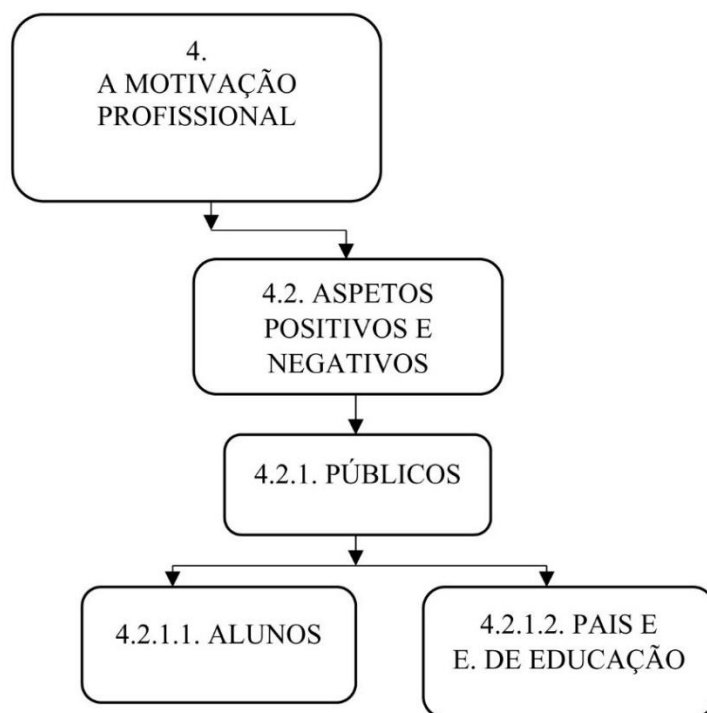 4.
A MOTIVAÇÃO
PROFISSIONAL
4.2. ASPETOS
POSITIVOS E
NEGATIVOS
4.2.1. PÚBLICOS
4.2.1.1. ALUNOS
4.2.1.2. PAIS E
E. DE EDUCAÇÃO